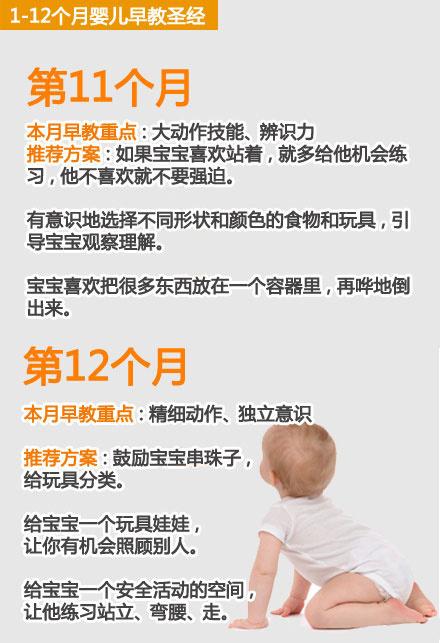 1-12个月婴儿早教圣经
第11个月
本月早教重点：大动作技能、辨识力
推荐方案：如果宝宝喜欢站着，就多给他机会练
习，他不喜欢就不要强迫。
有意识地选择不同形状和颜色的食物和玩具，引
导宝宝观察理解。
宝宝喜欢把很多东西放在一个容器里，再哗地倒
出来。
第12个月
本月早教重点：精细动作、独立意识
推荐方案：鼓励宝宝串珠子，
给玩具分类。
给宝宝一个玩具娃娃，
让你有机会照顾别人。
给宝宝一个安全活动的空间，
让他练习站立、弯腰、走。